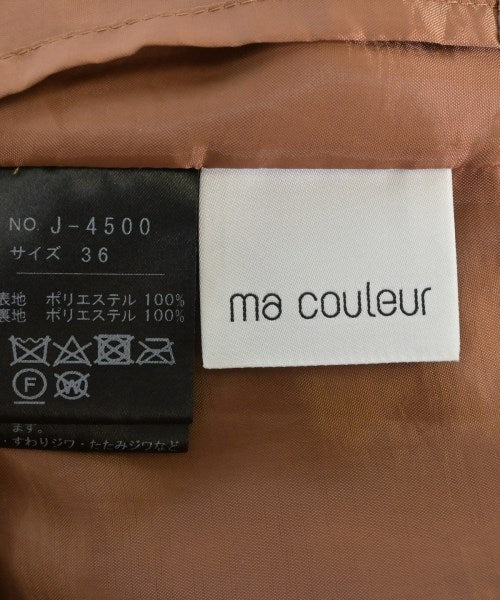 NO. J-4500
サイズ 36
表地 ポリエステル 100%
裏地 ポリエステル 100%
F
W
ます。
・すわりジワ・たたみジワなど
ma couleur